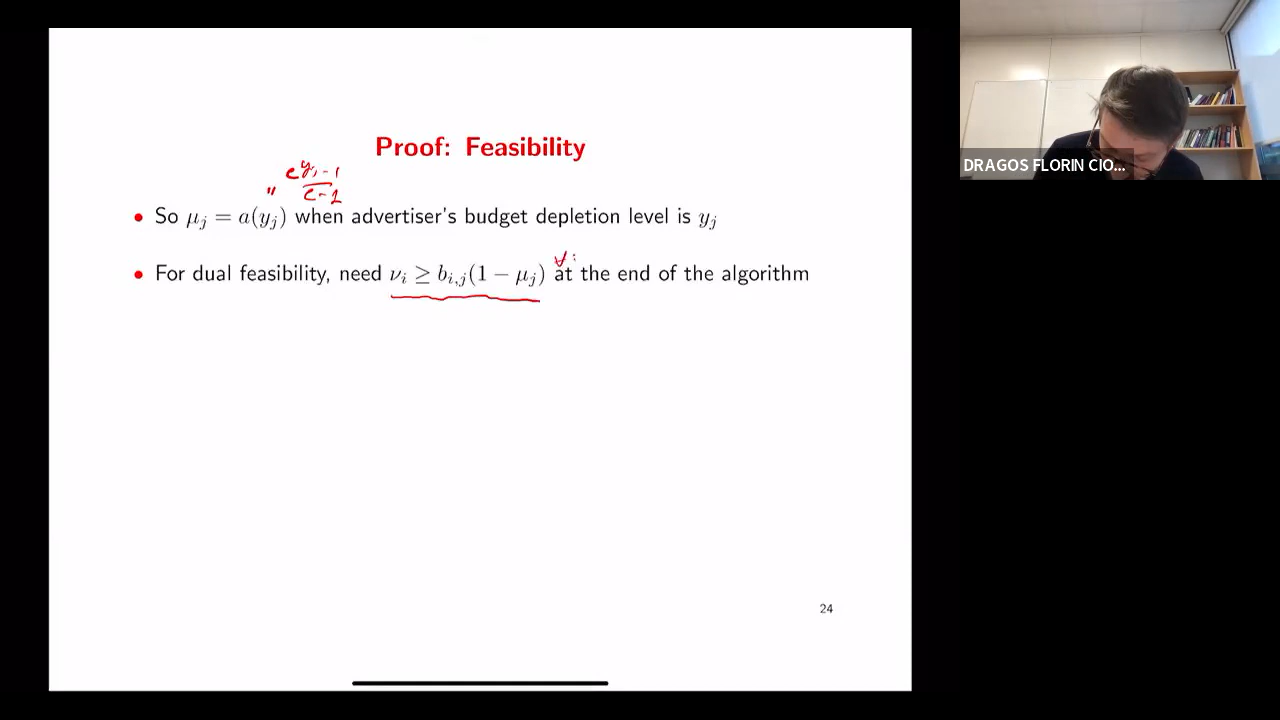 Proof: Feasibility
e^{y_j} - 1
" e - 1
• So μ_j = a(y_j) when advertiser's budget depletion level is y_j
∀i
• For dual feasibility, need ν_i ≥ b_{i,j}(1 − μ_j) at the end of the algorithm
24
DRAGOS FLORIN CIO...